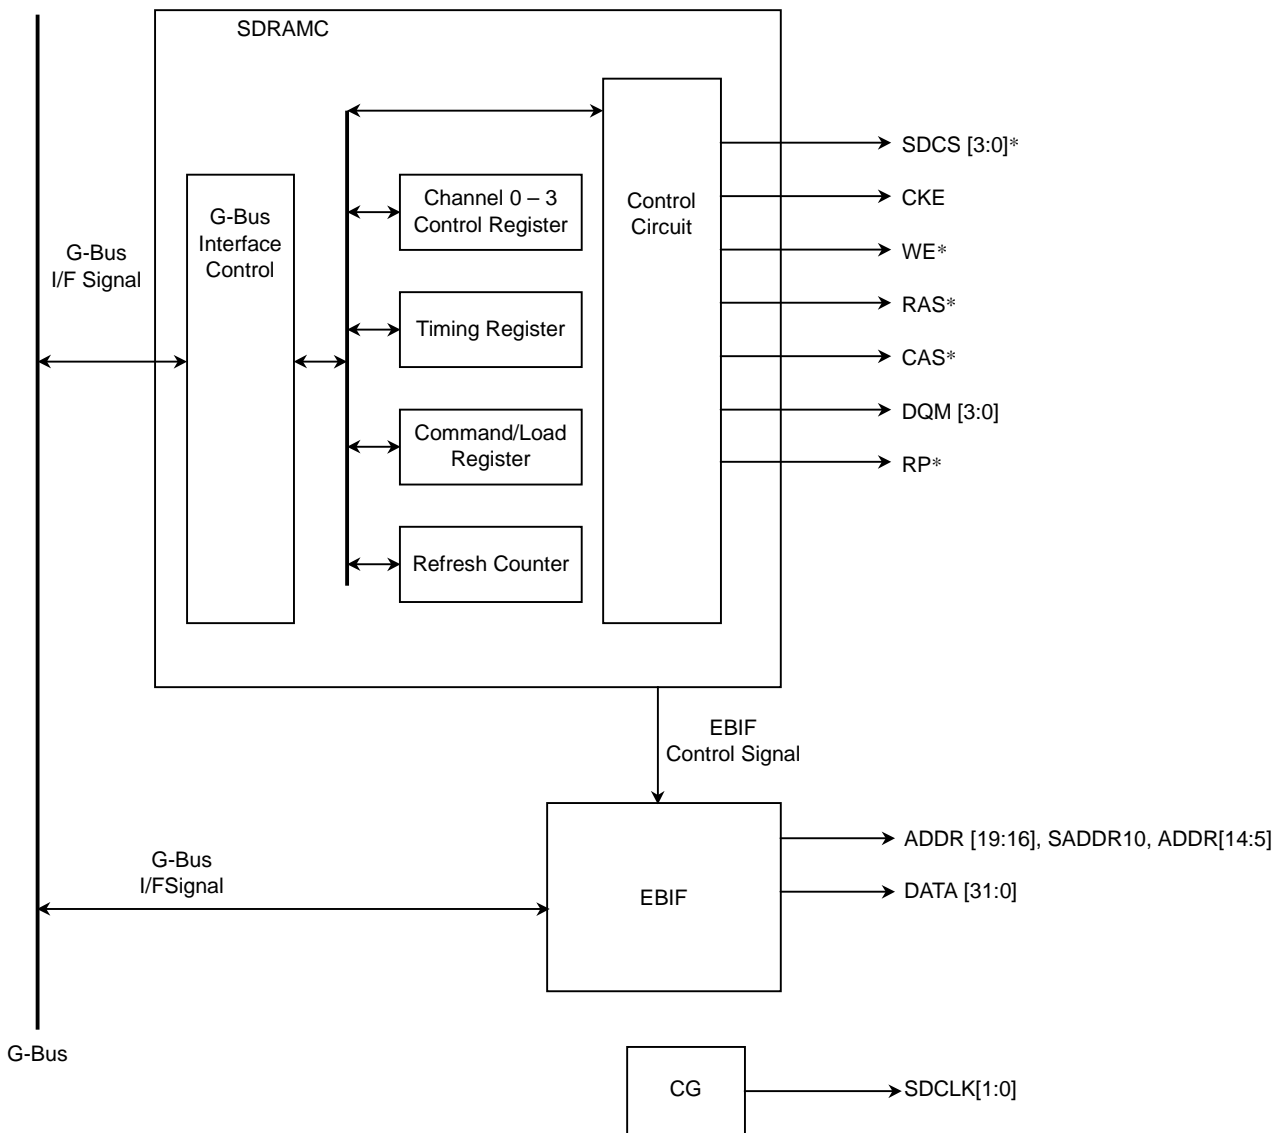 SDRAMC
G-Bus
I/F Signal
G-Bus
Interface
Control
Channel 0 – 3
Control Register
Timing Register
Command/Load
Register
Refresh Counter
Control
Circuit
SDCS [3:0]*
CKE
WE*
RAS*
CAS*
DQM [3:0]
RP*
EBIF
Control Signal
G-Bus
I/FSignal
EBIF
ADDR [19:16], SADDR10, ADDR[14:5]
DATA [31:0]
G-Bus
CG
SDCLK[1:0]